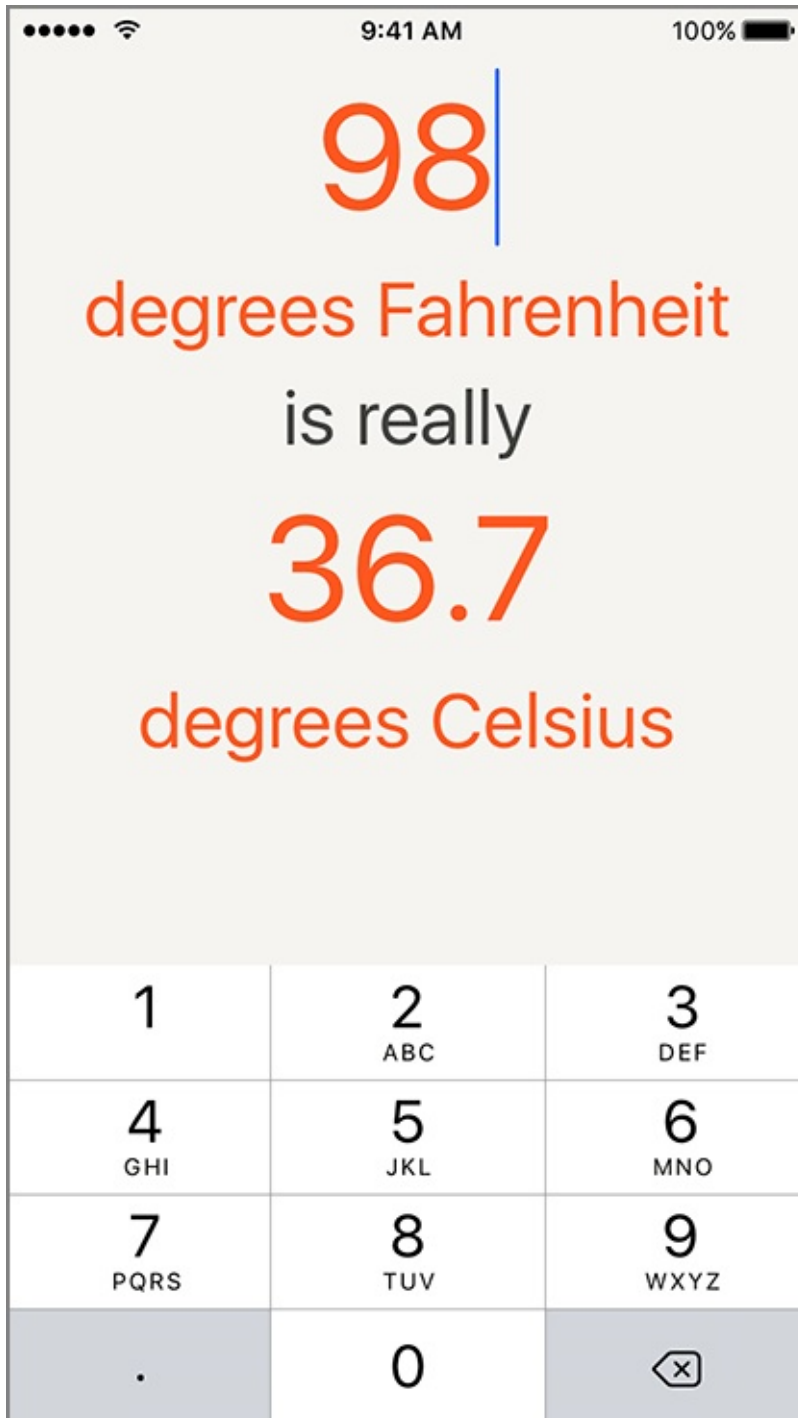 9:41 AM 100%
98
degrees Fahrenheit
is really
36.7
degrees Celsius
1 2 3
ABC DEF
4 5 6
GHI JKL MNO
7 8 9
PQRS TUV WXYZ
. 0